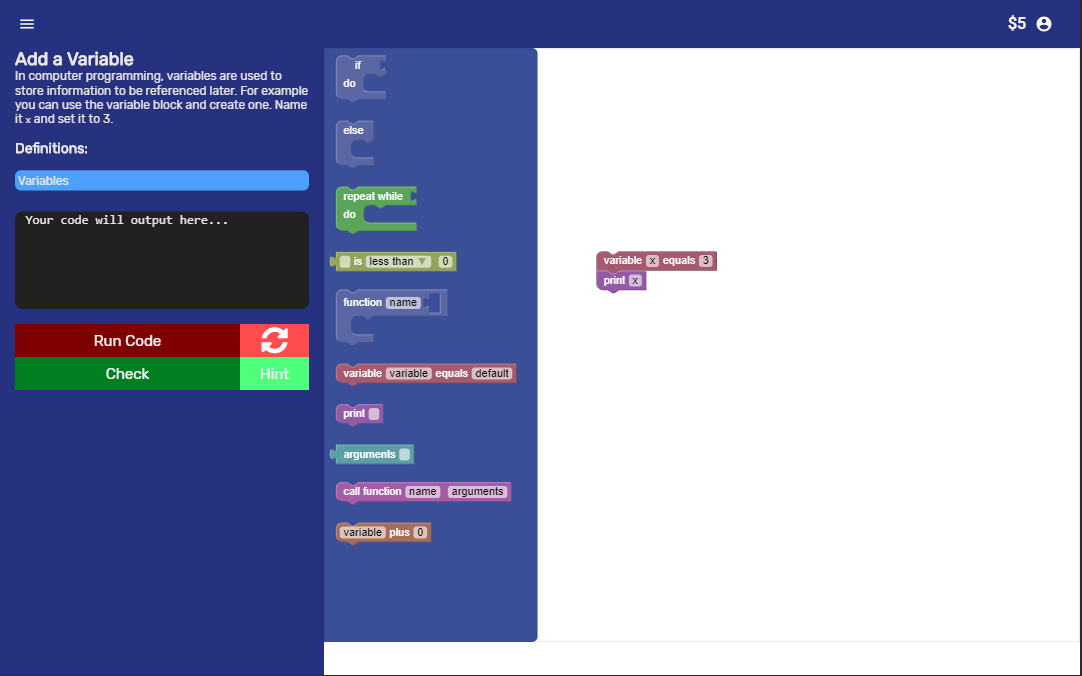 $5
Add a Variable
In computer programming, variables are used to
store information to be referenced later. For example
you can use the variable block and create one. Name
it x and set it to 3.
Definitions:
Variables
Your code will output here...
Run Code
Check
Hint
if
do
else
repeat while
do
is less than ▼ 0
function name
variable variable equals default
print
arguments
call function name arguments
variable plus 0
variable x equals 3
print x